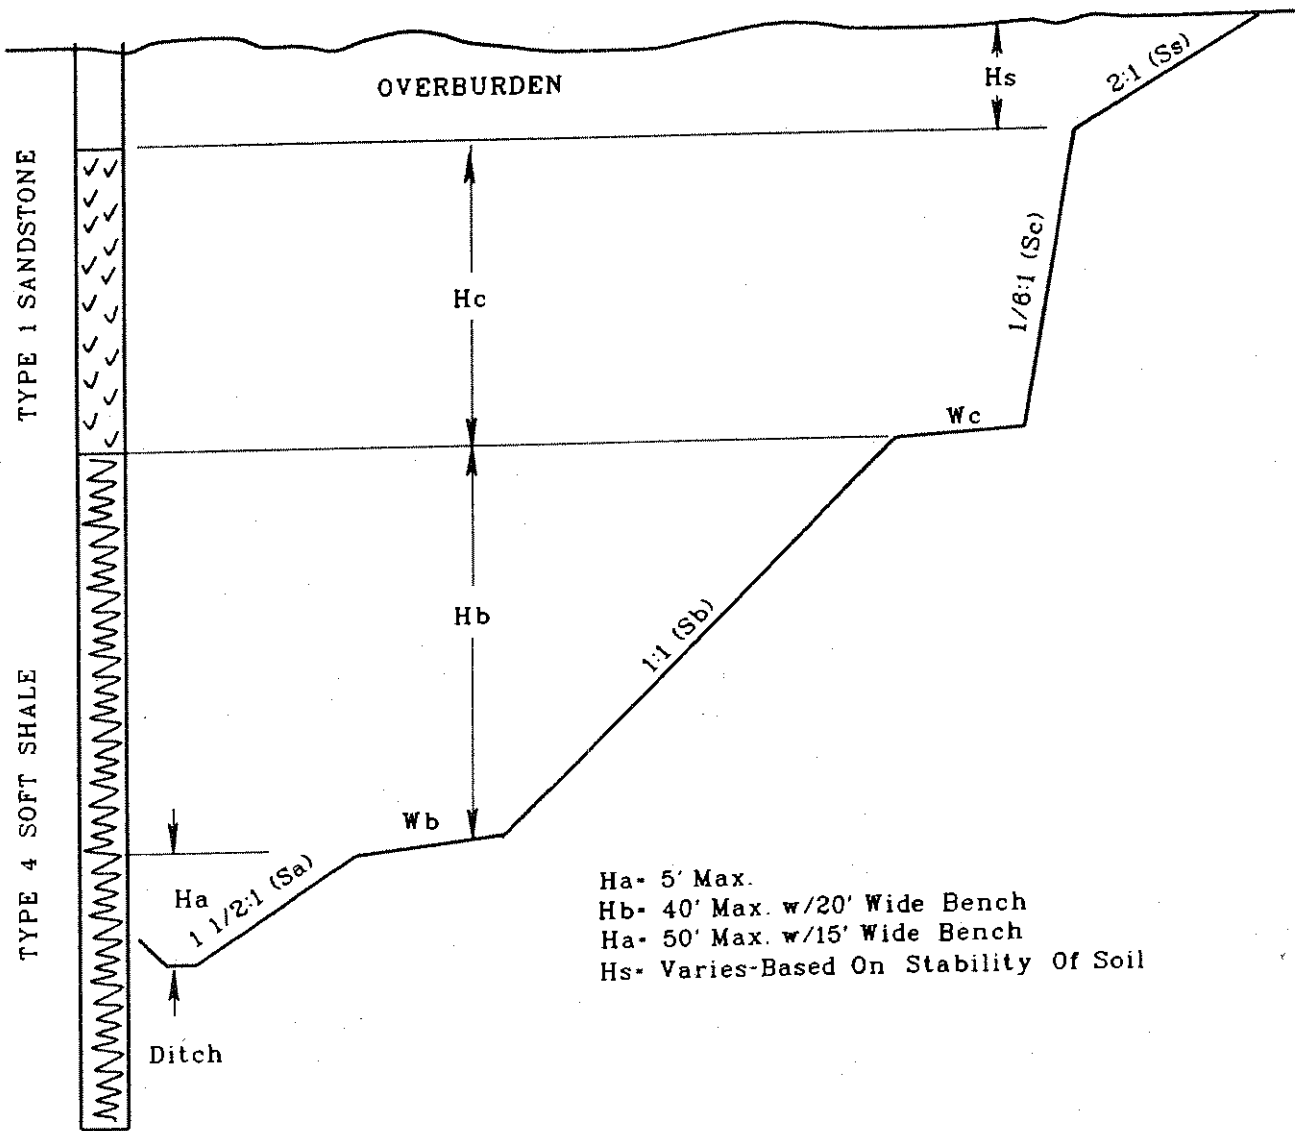 OVERBURDEN
Hs
2:1 (Ss)
TYPE 1 SANDSTONE
Hc
1/6:1 (Sc)
Wc
Hb
1:1 (Sb)
TYPE 4 SOFT SHALE
Wb
Ha
1 1/2:1 (Sa)
Ha= 5' Max.
Hb= 40' Max. w/20' Wide Bench
Ha= 50' Max. w/15' Wide Bench
Hs= Varies-Based On Stability Of Soil
Ditch